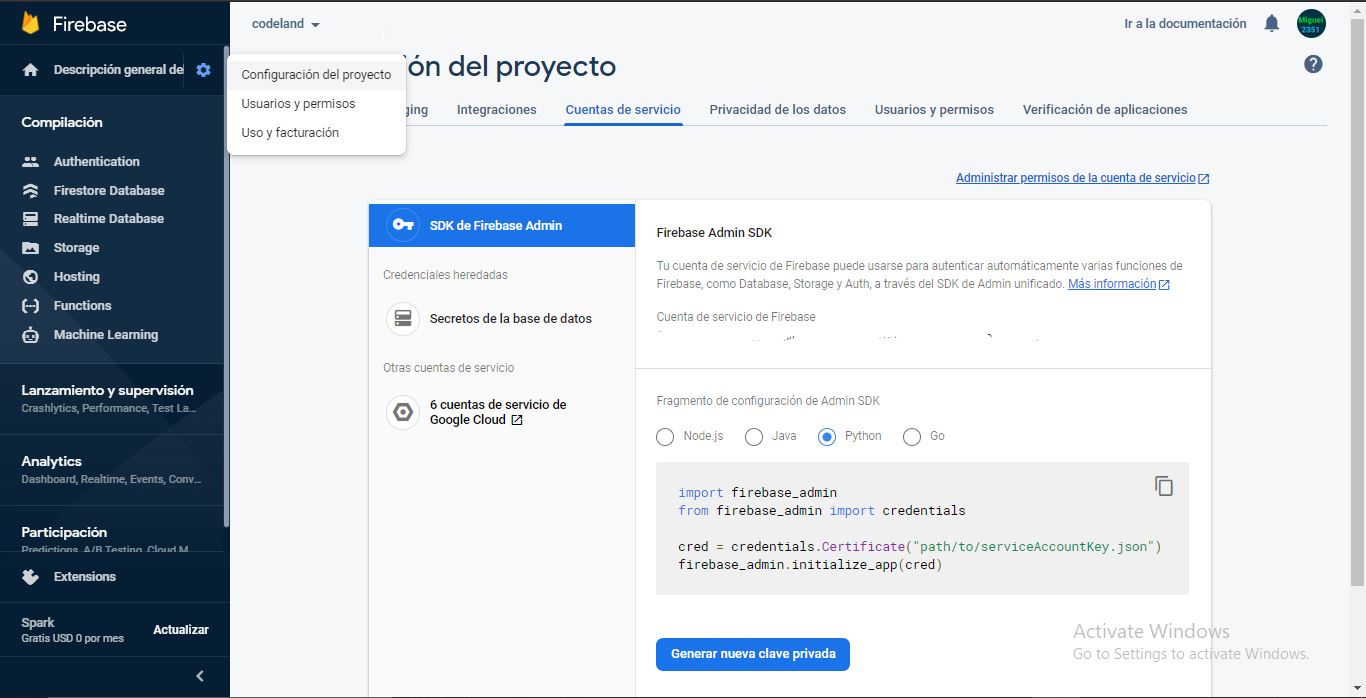 Firebase
codeland
Ir a la documentación
Miguel
2351
Descripción general de
Configuración del proyecto
Usuarios y permisos
Uso y facturación
ón del proyecto
ging
Integraciones
Cuentas de servicio
Privacidad de los datos
Usuarios y permisos
Verificación de aplicaciones
Compilación
Authentication
Firestore Database
Realtime Database
Storage
Hosting
Functions
Machine Learning
Lanzamiento y supervisión
Crashlytics, Performance, Test La...
Analytics
Dashboard, Realtime, Events, Conv...
Participación
Predictions, A/B Testing, Cloud M
Extensions
Spark
Gratis USD 0 por mes
Actualizar
Administrar permisos de la cuenta de servicio
SDK de Firebase Admin
Credenciales heredadas
Secretos de la base de datos
Otras cuentas de servicio
6 cuentas de servicio de
Google Cloud
Firebase Admin SDK
Tu cuenta de servicio de Firebase puede usarse para autenticar automáticamente varias funciones de
Firebase, como Database, Storage y Auth, a través del SDK de Admin unificado. Más información
Cuenta de servicio de Firebase
Fragmento de configuración de Admin SDK
Node.js
Java
Python
Go
import firebase_admin
from firebase_admin import credentials
cred = credentials.Certificate("path/to/serviceAccountKey.json")
firebase_admin.initialize_app(cred)
Generar nueva clave privada
Activate Windows
Go to Settings to activate Windows.